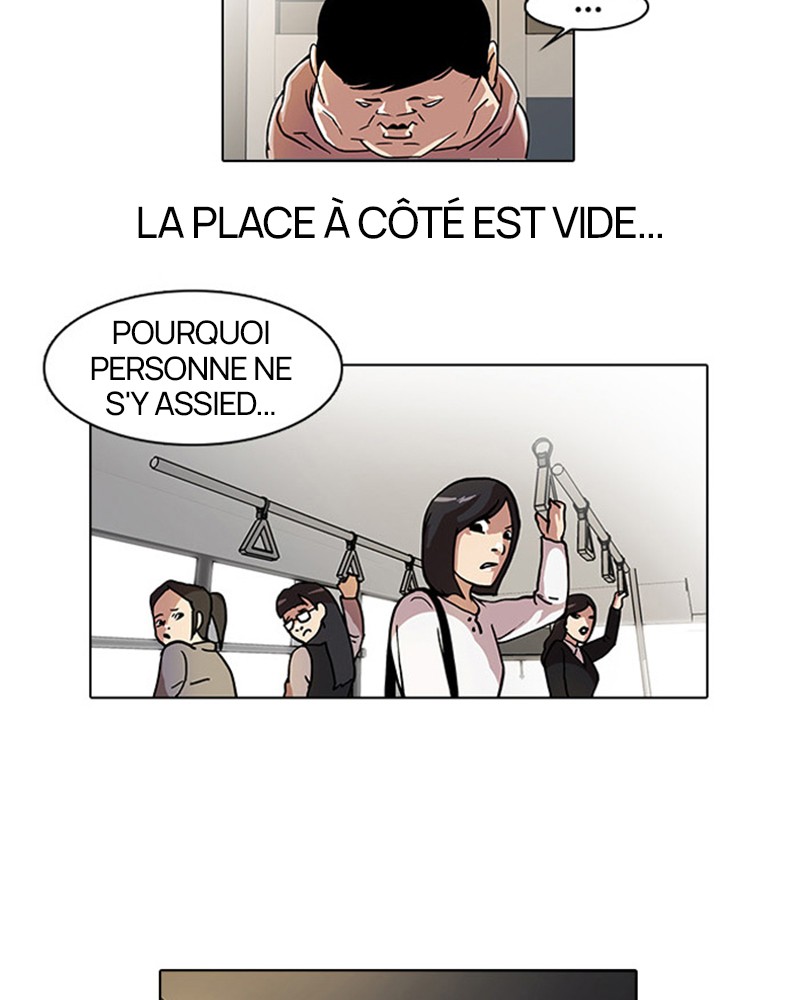 ...
LA PLACE À CÔTÉ EST VIDE...
POURQUOI
PERSONNE NE
S'Y ASSIED...